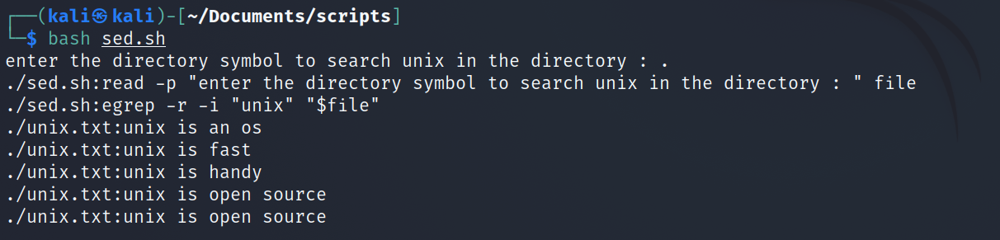 ┌──(kali㉿kali)-[~/Documents/scripts]
└─$ bash sed.sh
enter the directory symbol to search unix in the directory : .
./sed.sh:read -p "enter the directory symbol to search unix in the directory : " file
./sed.sh:egrep -r -i "unix" "$file"
./unix.txt:unix is an os
./unix.txt:unix is fast
./unix.txt:unix is handy
./unix.txt:unix is open source
./unix.txt:unix is open source